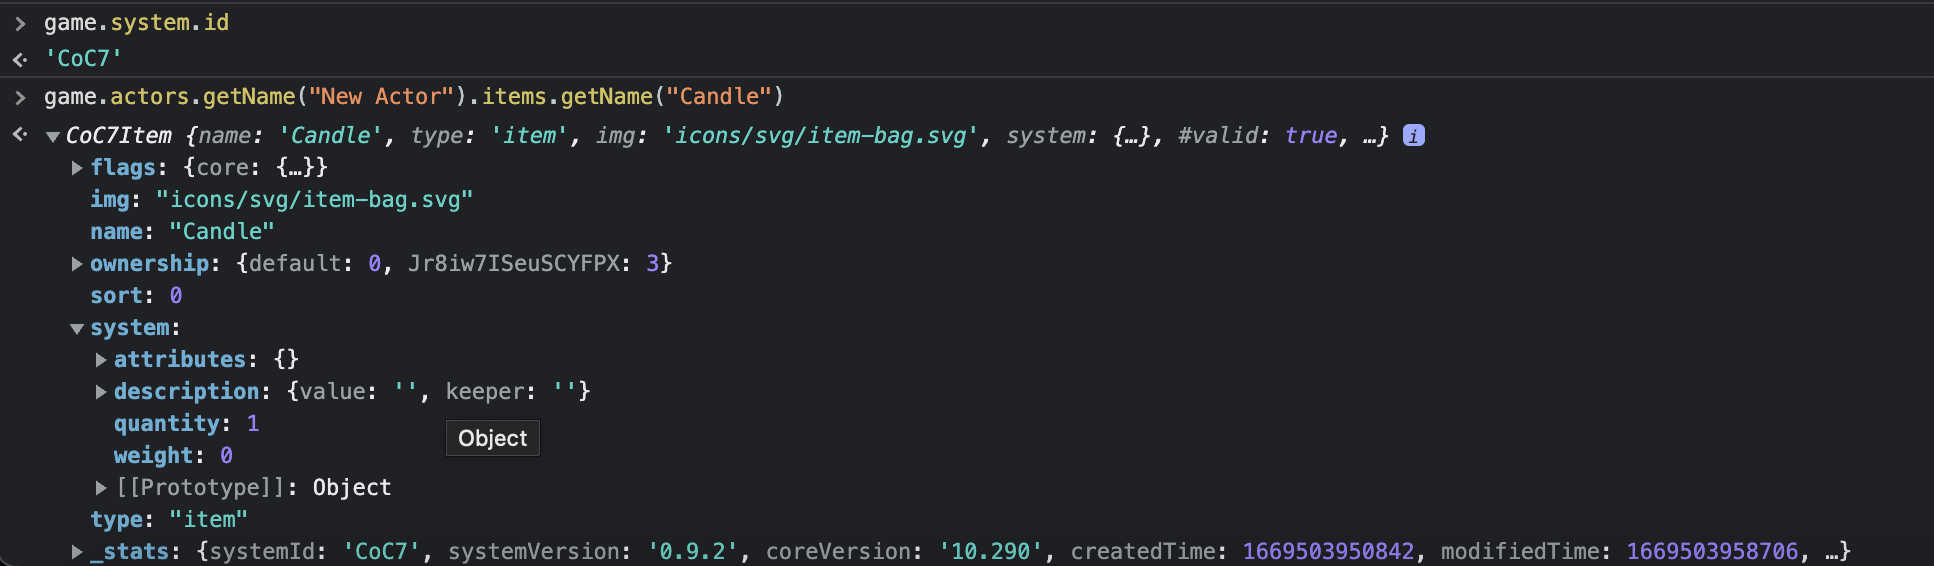 > game.system.id
'CoC7'
> game.actors.getName("New Actor").items.getName("Candle")
CoC7Item {name: 'Candle', type: 'item', img: 'icons/svg/item-bag.svg', system: {…}, #valid: true, …} i
flags: {core: {…}}
img: "icons/svg/item-bag.svg"
name: "Candle"
ownership: {default: 0, Jr8iw7ISeuSCYFPX: 3}
sort: 0
system:
attributes: {}
description: {value: '', keeper: ''}
quantity: 1
Object
weight: 0
[[Prototype]]: Object
type: "item"
_stats: {systemId: 'CoC7', systemVersion: '0.9.2', coreVersion: '10.290', createdTime: 1669503950842, modifiedTime: 1669503958706, …}